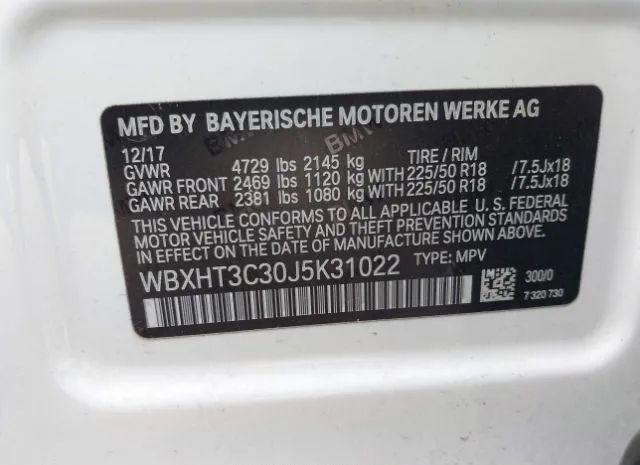 MFD BY BAYERISCHE MOTOREN WERKE AG
12/17 TIRE / RIM
GVWR 4729 lbs 2145 kg
GAWR FRONT 2469 lbs 1120 kg WITH 225/50 R18 /7.5Jx18
GAWR REAR 2381 lbs 1080 kg WITH 225/50 R18 /7.5Jx18
THIS VEHICLE CONFORMS TO ALL APPLICABLE U. S. FEDERAL
MOTOR VEHICLE SAFETY AND THEFT PREVENTION STANDARDS
IN EFFECT ON THE DATE OF MANUFACTURE SHOWN ABOVE.
WBXHT3C30J5K31022 TYPE: MPV
300/0
7 320 730